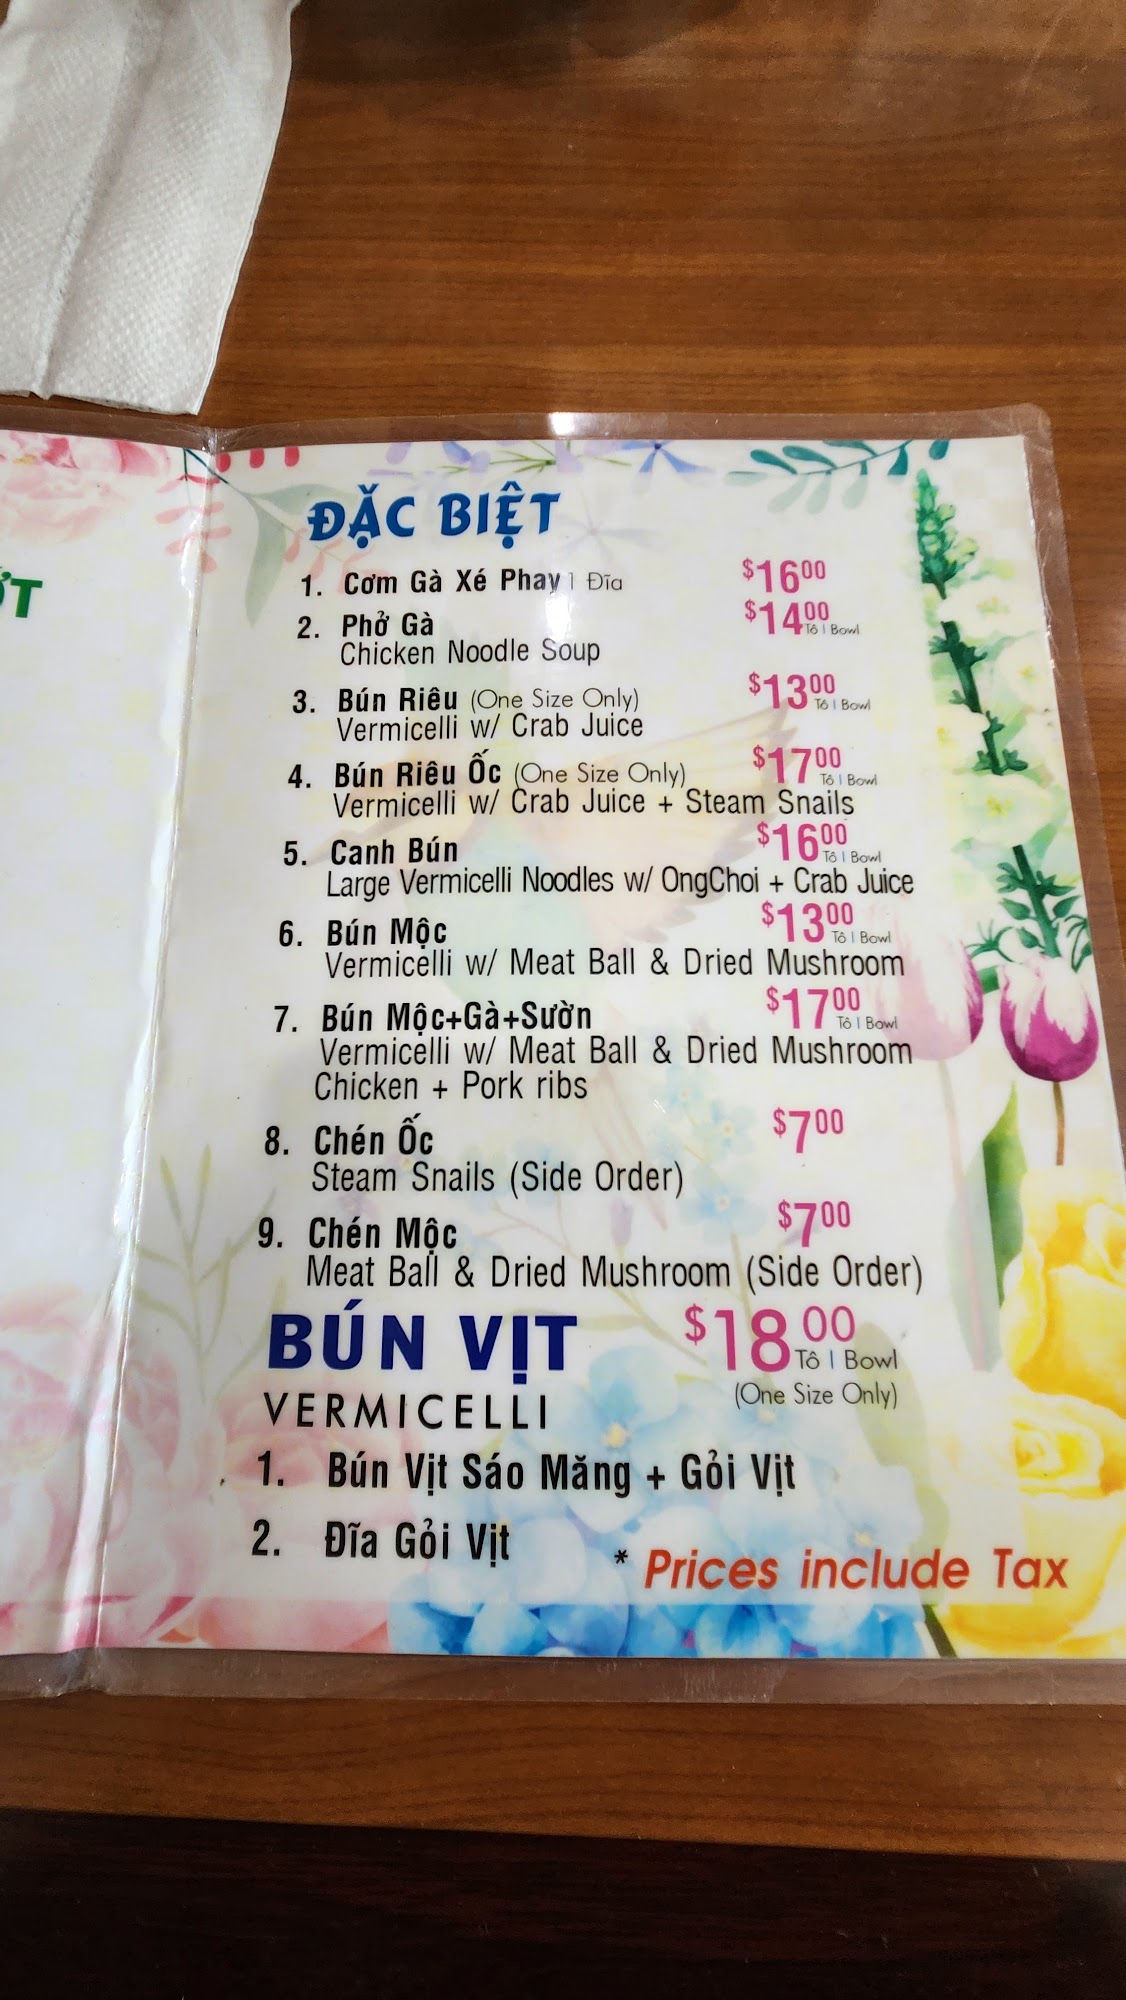 ỚT
ĐẶC BIỆT
1. Cơm Gà Xé Phay 1 Đĩa $16.00
2. Phở Gà $14.00 Tô | Bowl
Chicken Noodle Soup
3. Bún Riêu (One Size Only) $13.00 Tô | Bowl
Vermicelli w/ Crab Juice
4. Bún Riêu Ốc (One Size Only) $17.00 Tô | Bowl
Vermicelli w/ Crab Juice + Steam Snails
5. Canh Bún $16.00 Tô | Bowl
Large Vermicelli Noodles w/ OngChoi + Crab Juice
6. Bún Mộc $13.00 Tô | Bowl
Vermicelli w/ Meat Ball & Dried Mushroom
7. Bún Mộc+Gà+Sườn $17.00 Tô | Bowl
Vermicelli w/ Meat Ball & Dried Mushroom
Chicken + Pork ribs
8. Chén Ốc $7.00
Steam Snails (Side Order)
9. Chén Mộc $7.00
Meat Ball & Dried Mushroom (Side Order)
BÚN VỊT $18.00 Tô | Bowl
VERMICELLI (One Size Only)
1. Bún Vịt Sáo Măng + Gỏi Vịt
2. Đĩa Gỏi Vịt
* Prices include Tax